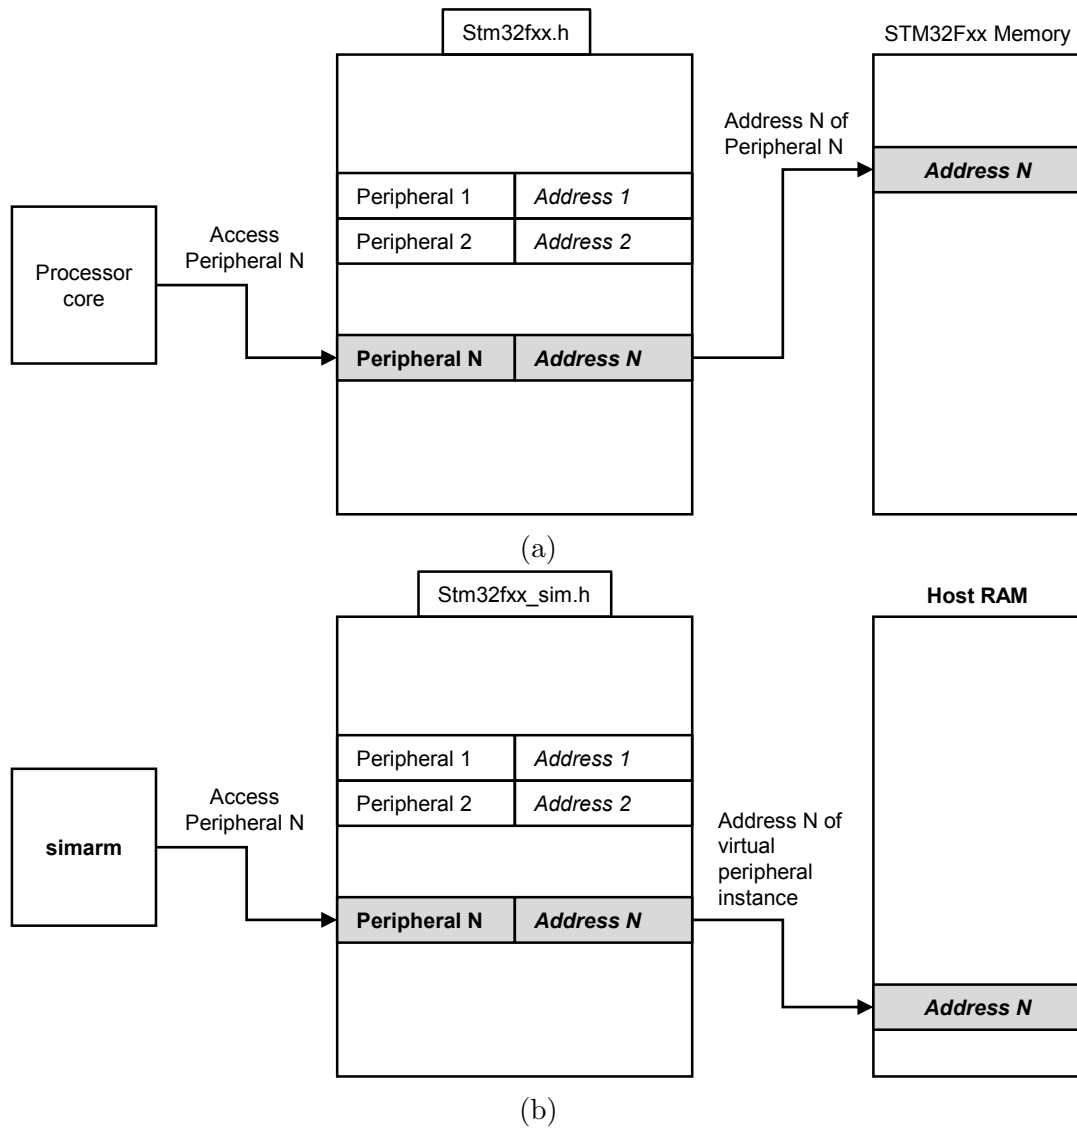 Stm32fxx.h
STM32Fxx Memory
Address N of
Peripheral N
Address N
Peripheral 1 Address 1
Peripheral 2 Address 2
Access
Peripheral N
Processor
core
Peripheral N Address N
(a)
Stm32fxx_sim.h
Host RAM
Peripheral 1 Address 1
Peripheral 2 Address 2
Access
Peripheral N
simarm
Address N of
virtual
peripheral
instance
Peripheral N Address N
Address N
(b)